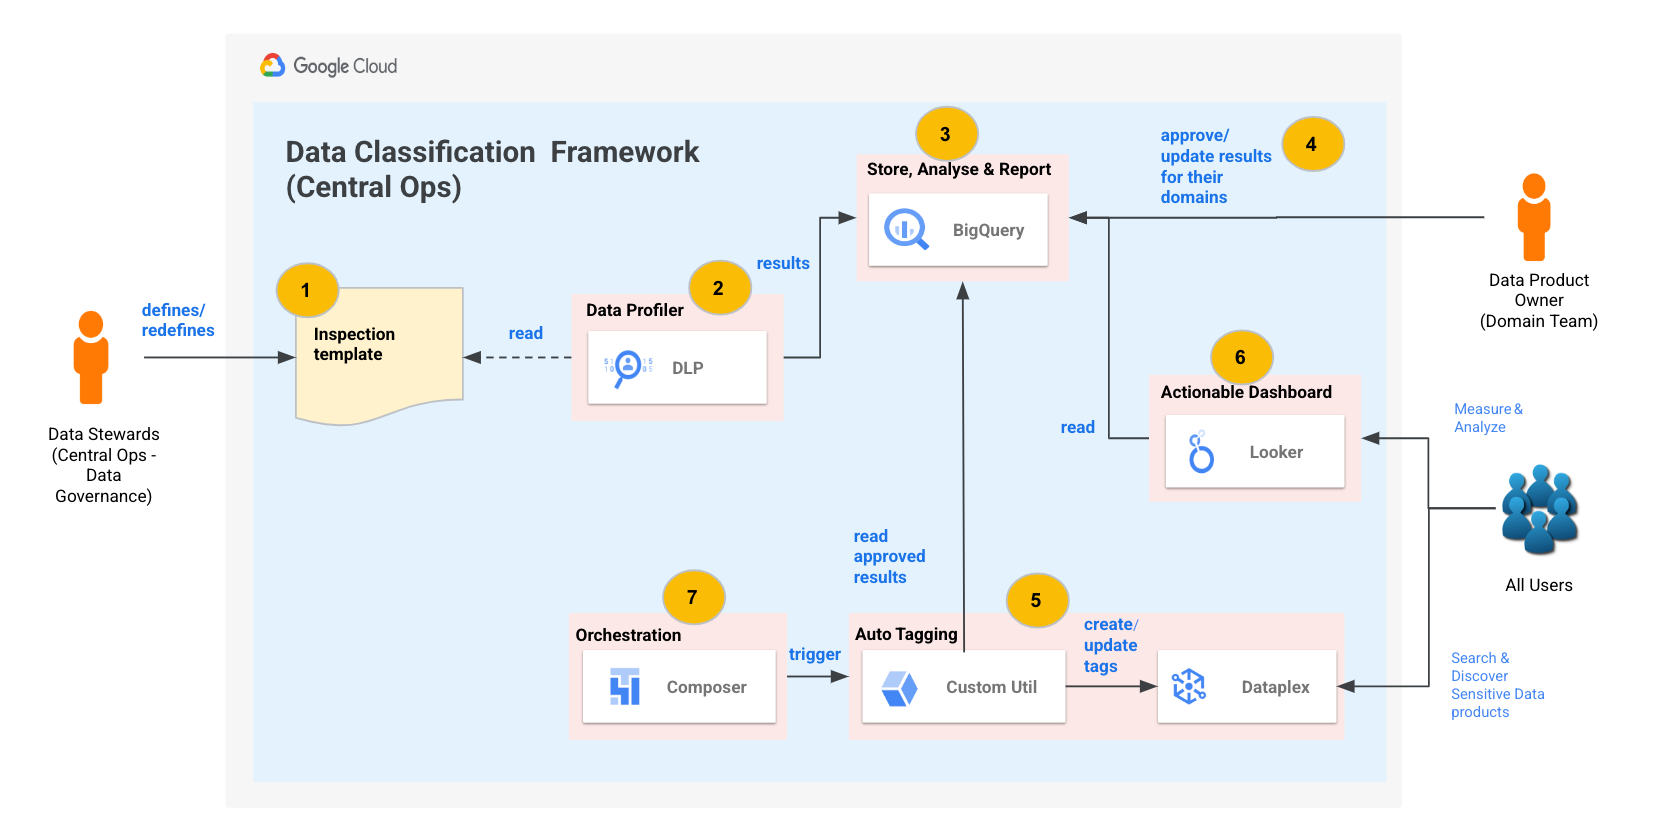 Google Cloud
Data Classification Framework
(Central Ops)
3
Store, Analyse & Report
BigQuery
approve/
update results
for their
domains
4
Data Product
Owner
(Domain Team)
1
defines/
redefines
Inspection
template
Data Stewards
(Central Ops -
Data
Governance)
read
2
Data Profiler
DLP
results
6
Actionable Dashboard
Looker
read
Measure &
Analyze
All Users
read
approved
results
7
Orchestration
Composer
trigger
5
Auto Tagging
Custom Util
create/
update
tags
Dataplex
Search &
Discover
Sensitive Data
products